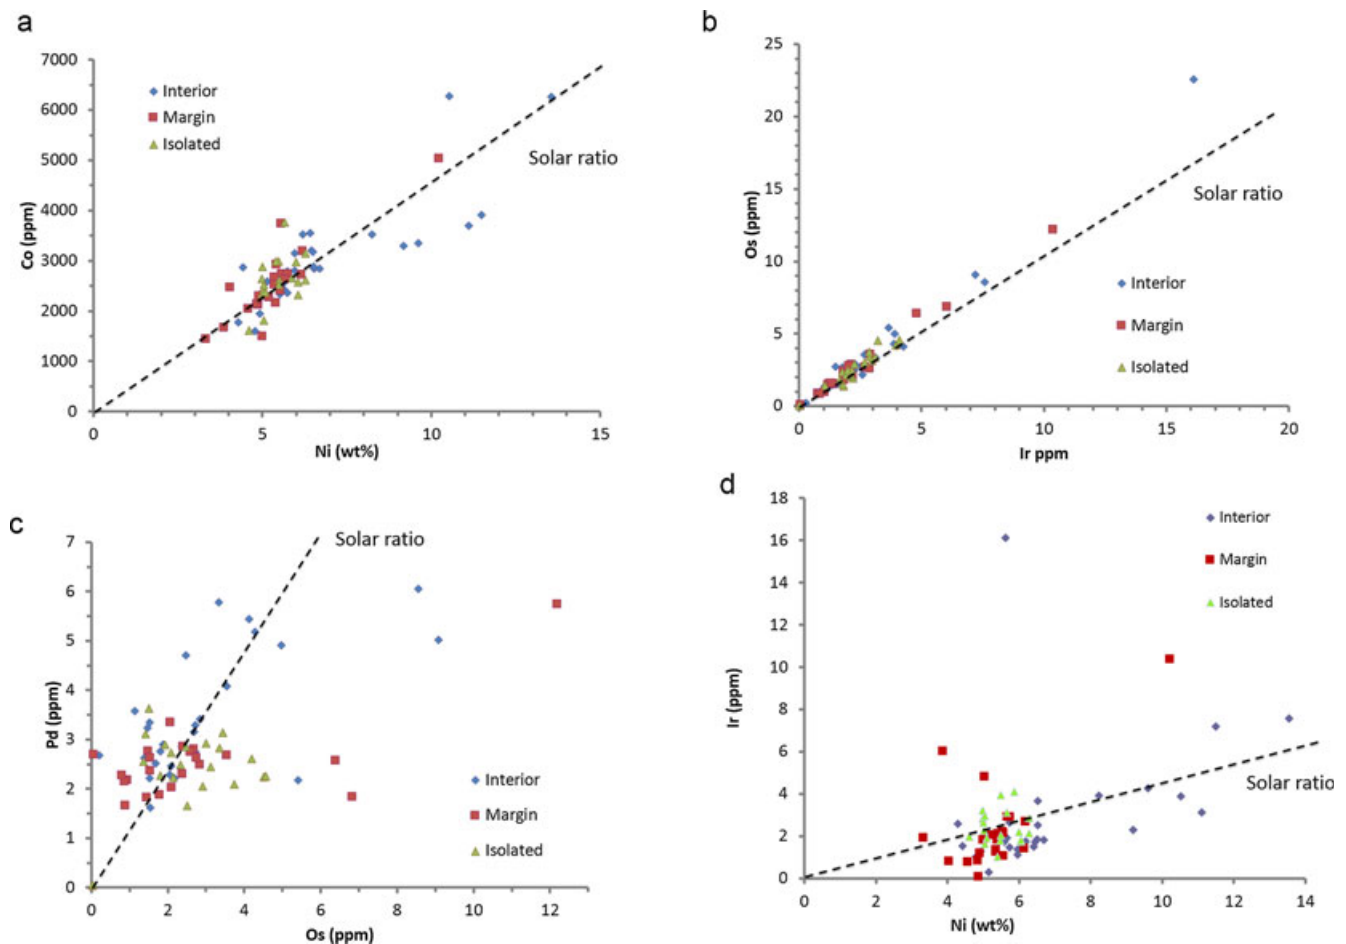 a
7000
6000
5000
4000
3000
2000
1000
0
Co (ppm)
Interior
Margin
Isolated
Solar ratio
0 5 10 15
Ni (wt%)
b
25
20
15
10
5
0
Os (ppm)
Solar ratio
Interior
Margin
Isolated
0 5 10 15 20
Ir ppm
c
7
6
5
4
3
2
1
0
Pd (ppm)
Solar ratio
Interior
Margin
Isolated
0 2 4 6 8 10 12
Os (ppm)
d
18
16
14
12
10
8
6
4
2
0
Ir (ppm)
Interior
Margin
Isolated
Solar ratio
0 2 4 6 8 10 12 14
Ni (wt%)